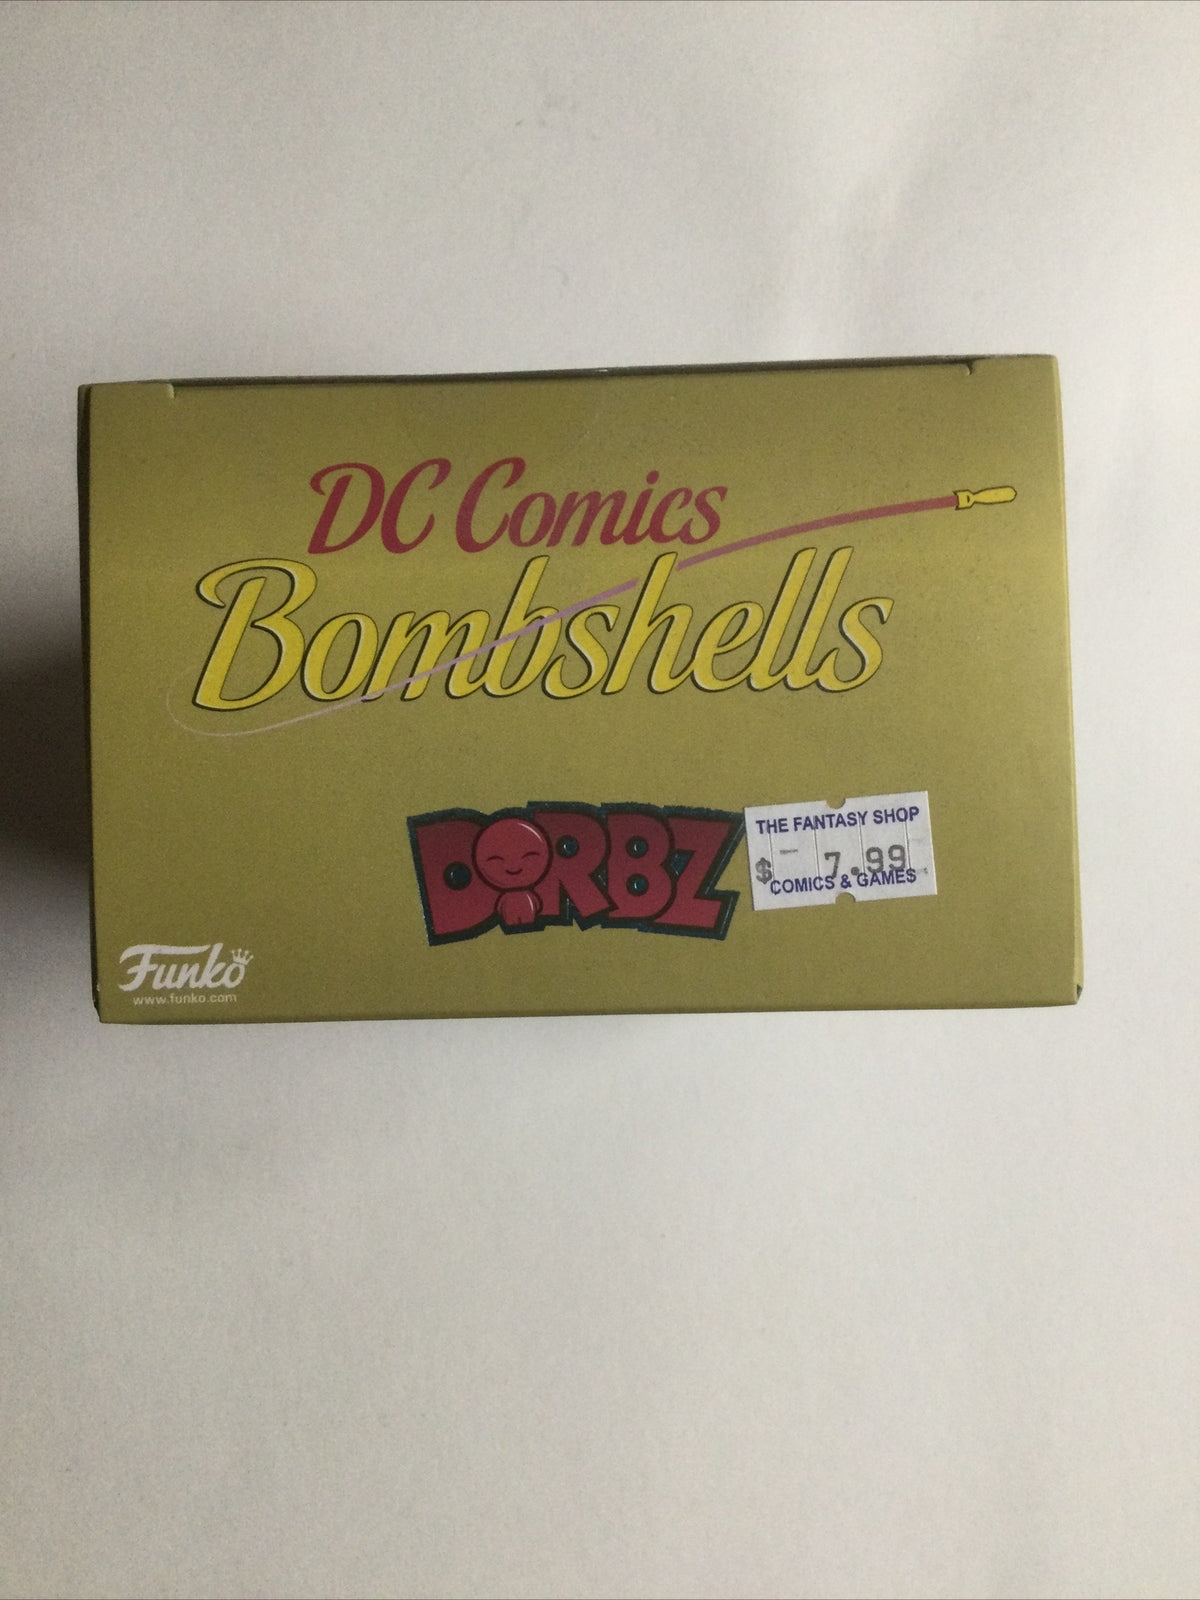 DC Comics
Bombshells
DORBZ
THE FANTASY SHOP
$ 7.99
COMICS & GAMES
Funko
www.funko.com